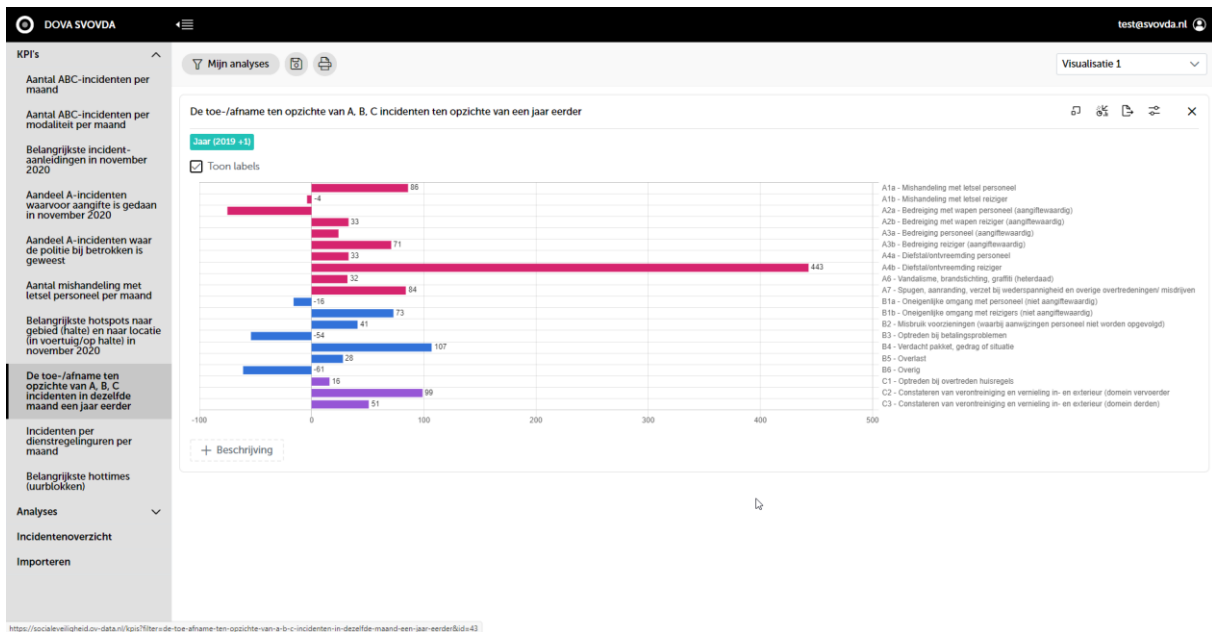 DOVA SVOVDA
test@svovda.nl
KPI's
Aantal ABC-incidenten per
maand
Aantal ABC-incidenten per
modaliteit per maand
Belangrijkste incident-
aanleidingen in november
2020
Aandeel A-incidenten
waarvoor aangifte is gedaan
in november 2020
Aandeel A-incidenten waar
de politie bij betrokken is
geweest
Aantal mishandeling met
letsel personeel per maand
Belangrijkste hotspots naar
gebied (halte) en naar locatie
(in voertuig/op halte) in
november 2020
De toe-/afname ten
opzichte van A, B, C
incidenten in dezelfde
maand een jaar eerder
Incidenten per
dienstregelinguren per
maand
Belangrijkste hottimes
(uurblokken)
Analyses
Incidentenoverzicht
Importeren
Mijn analyses
Visualisatie 1
De toe-/afname ten opzichte van A, B, C incidenten ten opzichte van een jaar eerder
Jaar (2019 +1)
Toon labels
86 A1a - Mishandeling met letsel personeel
-4 A1b - Mishandeling met letsel reiziger
A2a - Bedreiging met wapen personeel (aangiftewaardig)
33 A2b - Bedreiging met wapen reiziger (aangiftewaardig)
A3a - Bedreiging personeel (aangiftewaardig)
71 A3b - Bedreiging reiziger (aangiftewaardig)
33 A4a - Diefstal/ontvreemding personeel
443 A4b - Diefstal/ontvreemding reiziger
32 A6 - Vandalisme, brandstichting, graffiti (heterdaad)
84 A7 - Spugen, aanranding, verzet bij wederspannigheid en overige overtredeningen/ misdrijven
-16 B1a - Oneigenlijke omgang met personeel (niet aangiftewaardig)
73 B1b - Oneigenlijke omgang met reizigers (niet aangiftewaardig)
41 B2 - Misbruik voorzieningen (waarbij aanwijzingen personeel niet worden opgevolgd)
-54 B3 - Optreden bij betalingsproblemen
107 B4 - Verdacht pakket, gedrag of situatie
28 B5 - Overlast
-61 B6 - Overig
16 C1 - Optreden bij overtreden huisregels
99 C2 - Constateren van verontreiniging en vernieling in- en exterieur (domein vervoerder
51 C3 - Constateren van verontreiniging en vernieling in- en exterieur (domein derden)
-100 0 100 200 300 400 500
+ Beschrijving
https://socialeveiligheid.ov-data.nl/kpis?filter=de-toe-afname-ten-opzichte-van-a-b-c-incidenten-in-dezelfde-maand-een-jaar-eerder&id=43